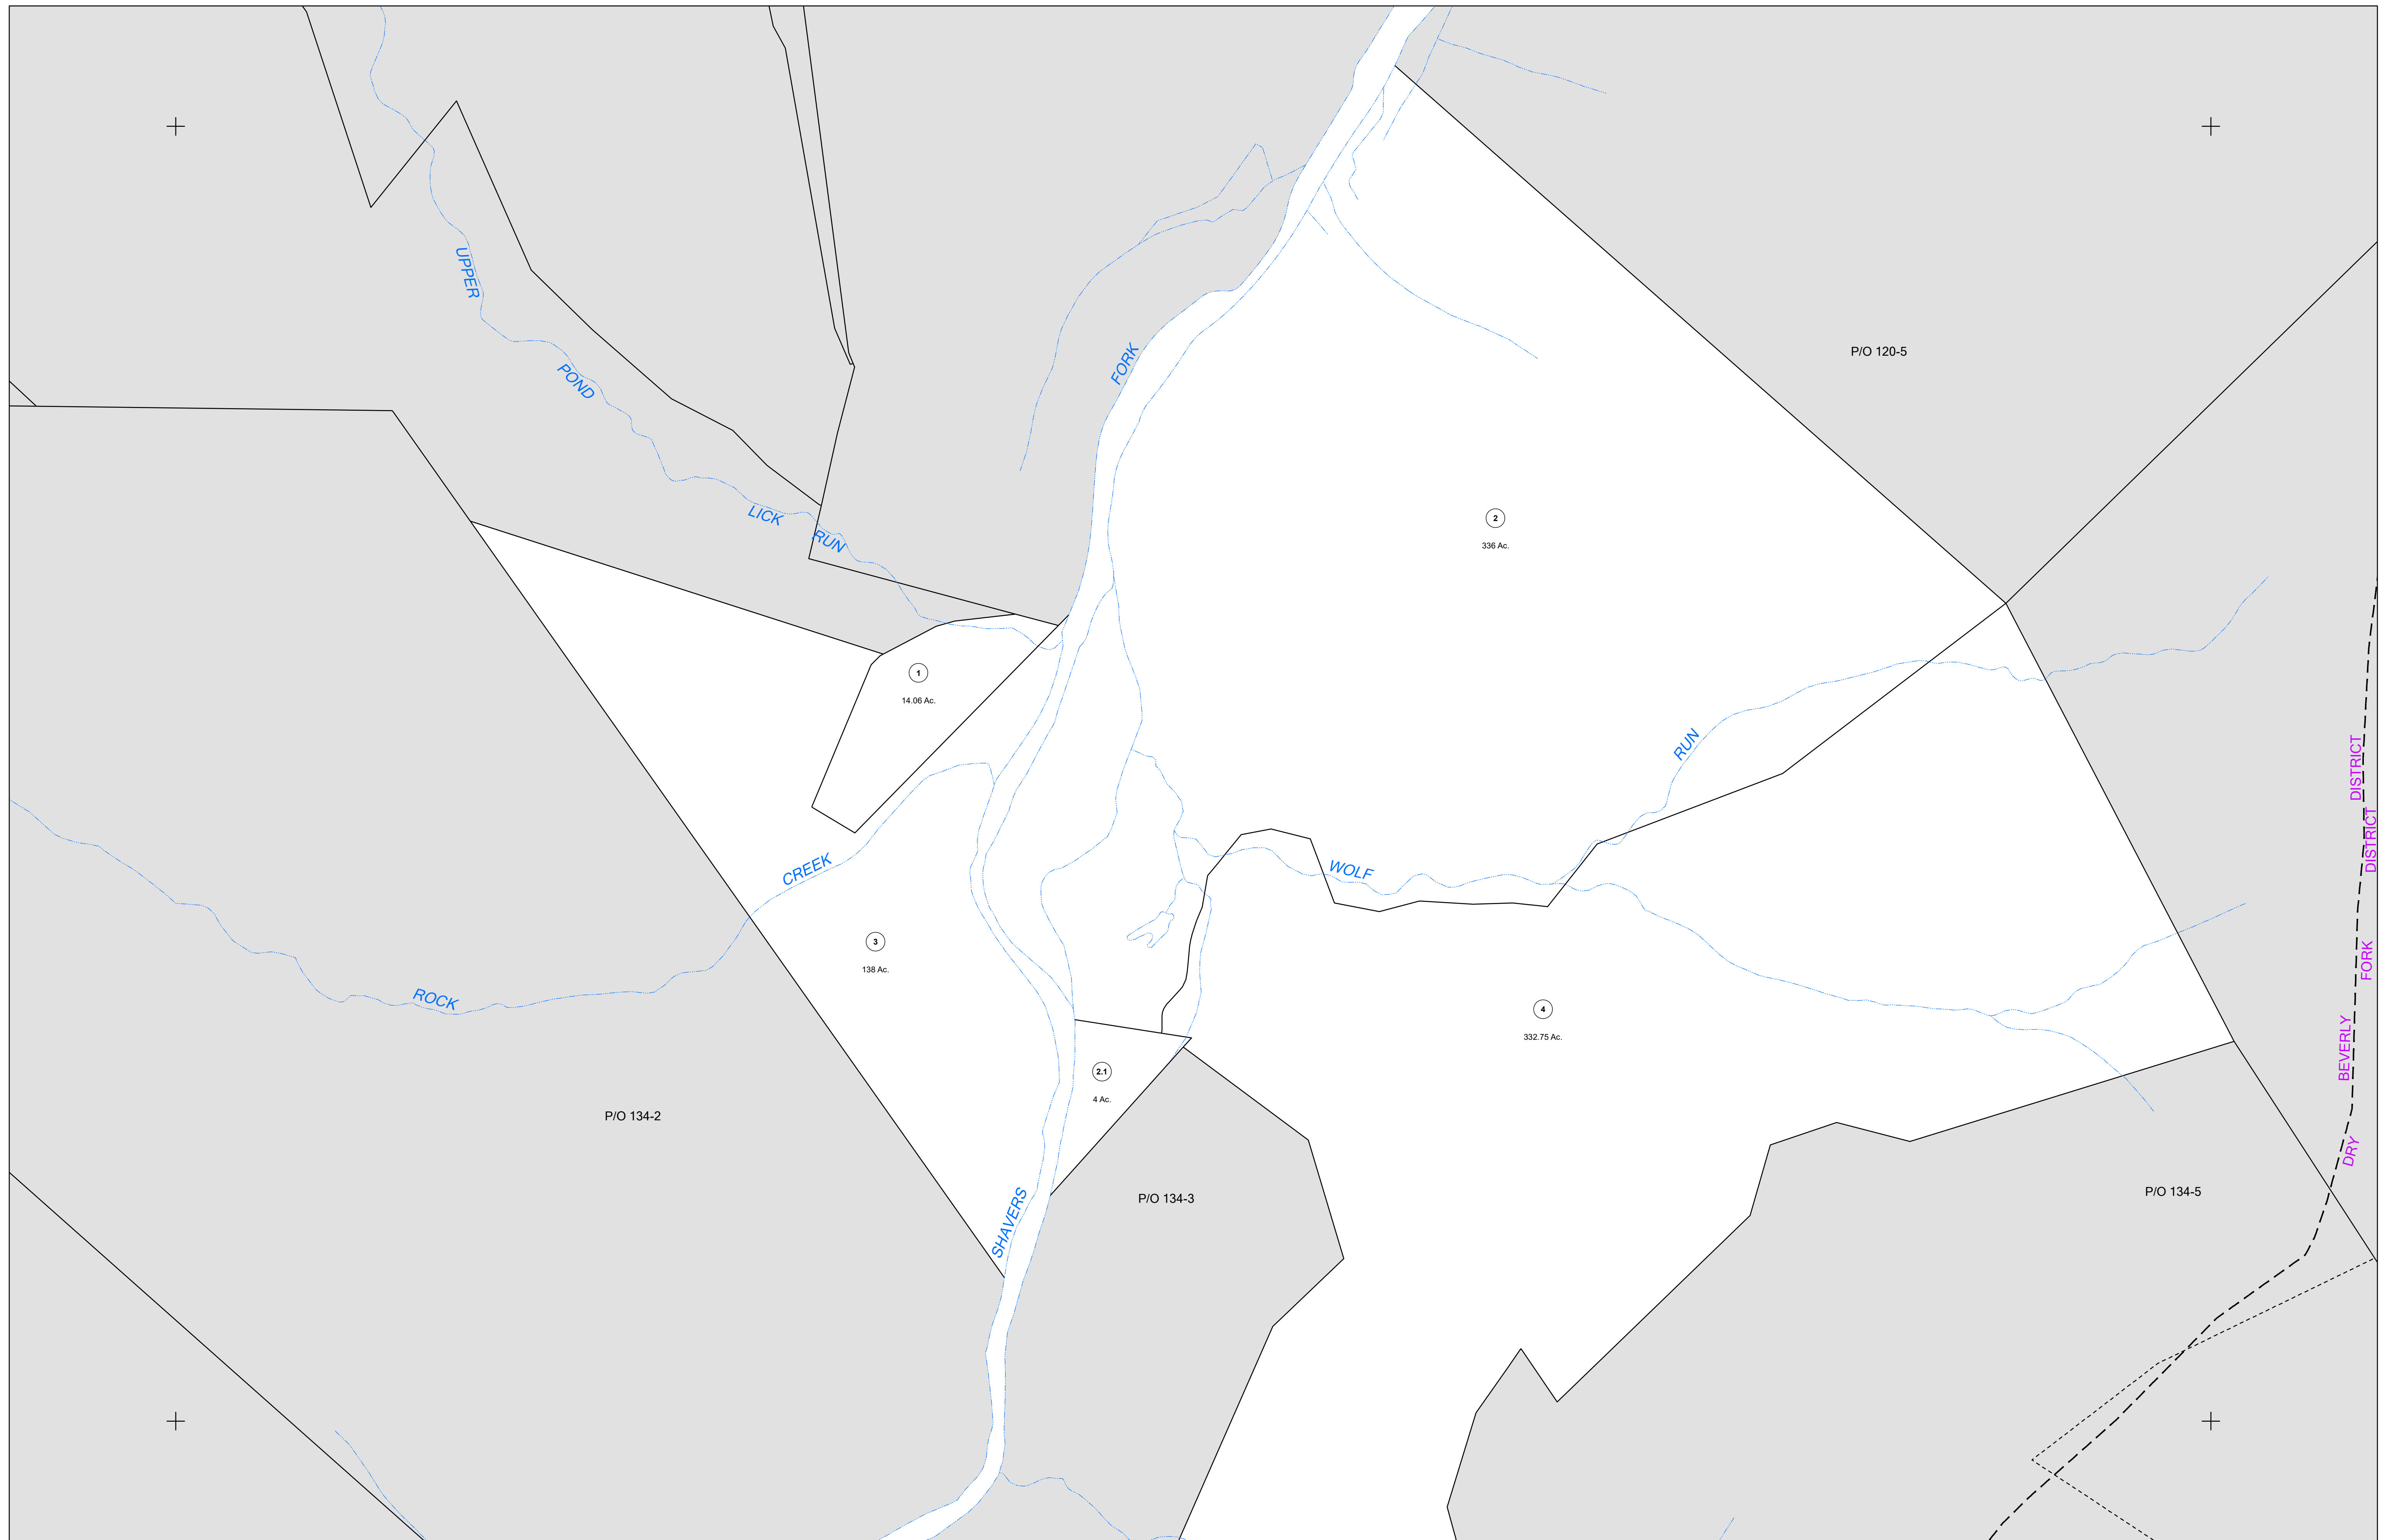 UPPER
POND
LICK
RUN
FORK
P/O 120-5
2
336 Ac.
1
14.06 Ac.
RUN
DISTRICT
DISTRICT
CREEK
WOLF
3
138 Ac.
ROCK
4
332.75 Ac.
FORK
BEVERLY
2.1
4 Ac.
P/O 134-2
DRY
P/O 134-3
P/O 134-5
SHAVERS